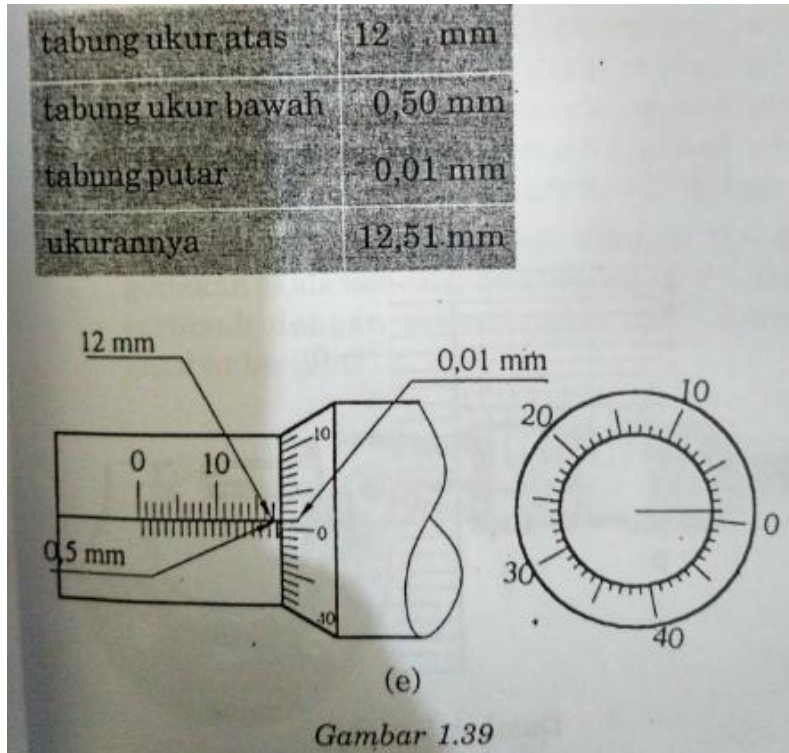 tabung ukur atas 12 mm
tabung ukur bawah 0,50 mm
tabung putar 0,01 mm
ukurannya 12,51 mm
12 mm
0,01 mm
0 10
10
0
40
0,5 mm
10
20
0
30
40
(e)
Gambar 1.39